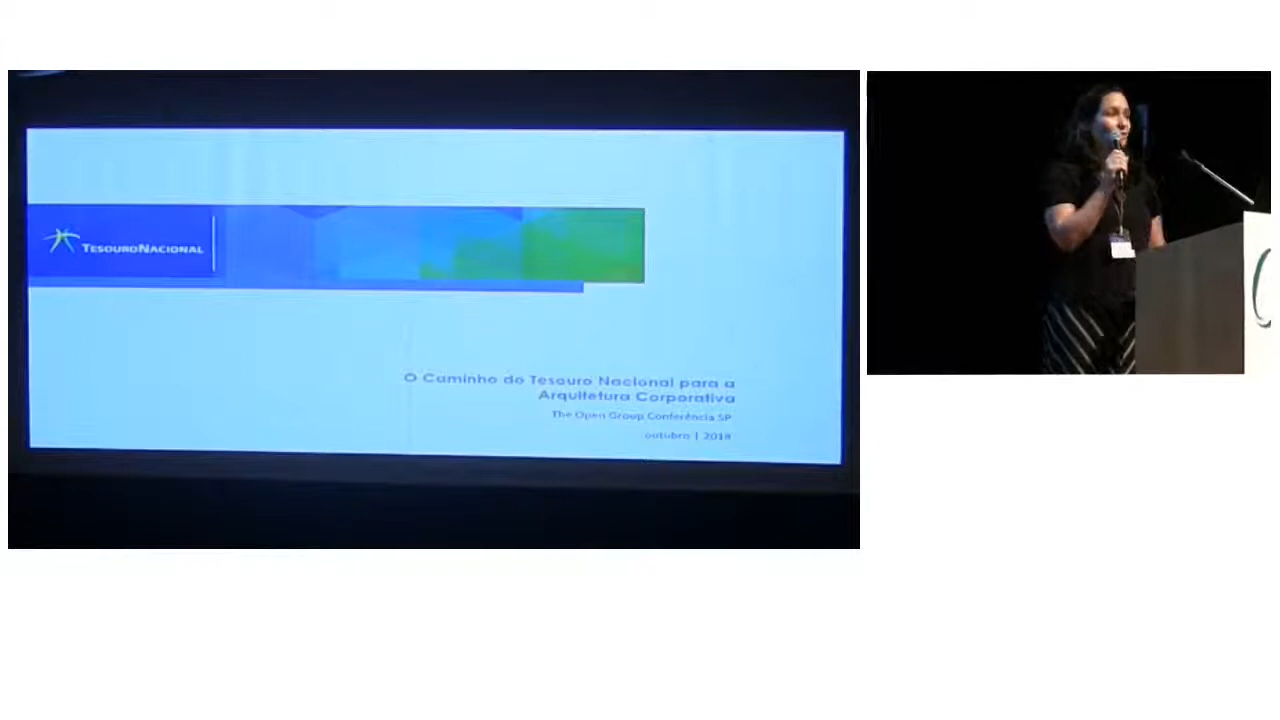 TESOURONACIONAL
O Caminho do Tesouro Nacional para a
Arquitetura Corporativa
The Open Group Conferência SP
outubro | 2018